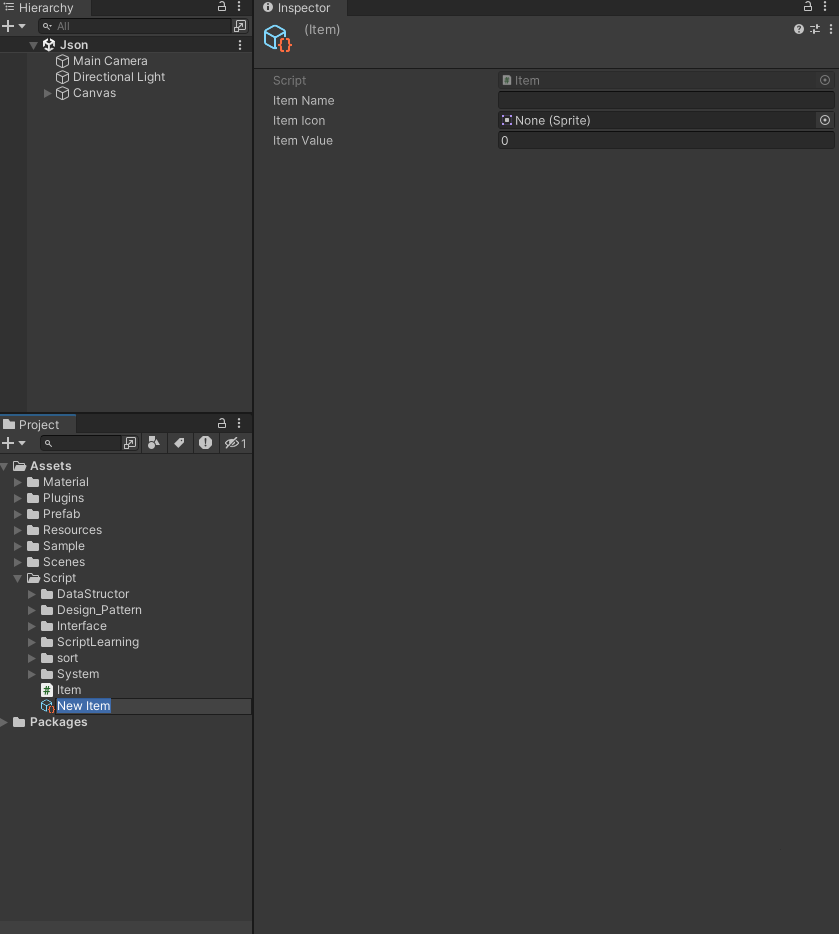 Hierarchy
All
Json
Main Camera
Directional Light
Canvas
Project
1
Assets
Material
Plugins
Prefab
Resources
Sample
Scenes
Script
DataStructor
Design_Pattern
Interface
ScriptLearning
sort
System
Item
New Item
Packages
Inspector
(Item)
Script Item
Item Name
Item Icon None (Sprite)
Item Value 0